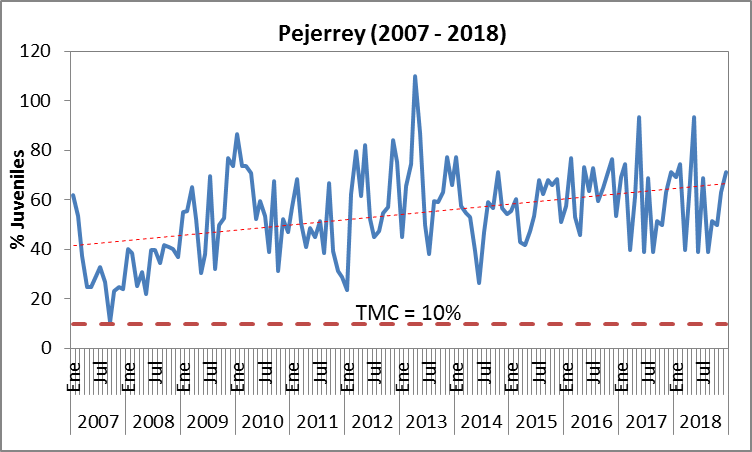 Pejerrey (2007 - 2018)
% Juveniles
120
100
80
60
40
20
0
TMC = 10%
Ene Jul Ene Jul Ene Jul Ene Jul Ene Jul Ene Jul Ene Jul Ene Jul Ene Jul Ene Jul Ene Jul Ene Jul
2007 2008 2009 2010 2011 2012 2013 2014 2015 2016 2017 2018